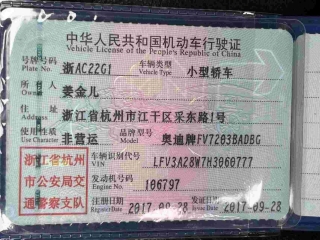 中华人民共和国机动车行驶证
Vehicle License of the People's Republic of China
号牌号码 浙AC22G1 车辆类型 小型轿车
Plate No. Vehicle Type
所有人 姜金儿
Owner
住址 浙江省杭州市江干区采东路1号
Address
使用性质 非营运 品牌型号 奥迪牌FV7203BADBG
Use Character Model
浙江省杭州 车辆识别代号 LFV3A28W7H3060777
VIN
市公安局交 发动机号码 106797
Engine No.
通警察支队 注册日期 2017-09-28 发证日期 2017-09-28
Register Date Issue Date